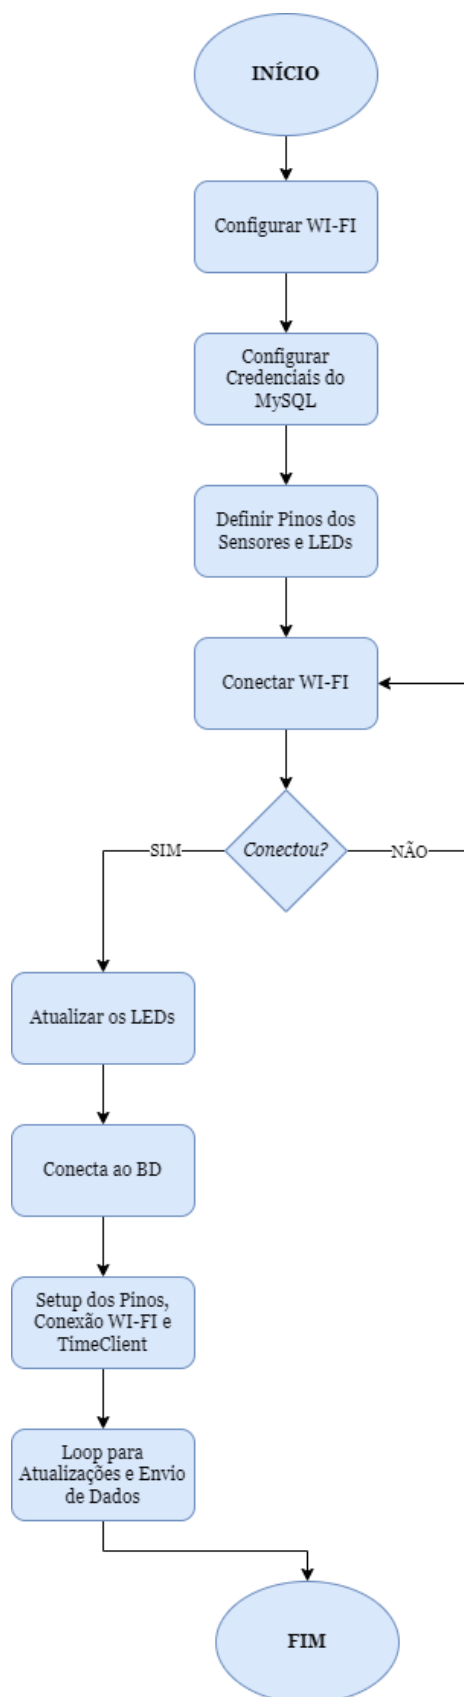 INÍCIO
Configurar WI-FI
Configurar
Credenciais do
MySQL
Definir Pinos dos
Sensores e LEDs
Conectar WI-FI
Conectou?
SIM
NÃO
Atualizar os LEDs
Conecta ao BD
Setup dos Pinos,
Conexão WI-FI e
TimeClient
Loop para
Atualizações e Envio
de Dados
FIM